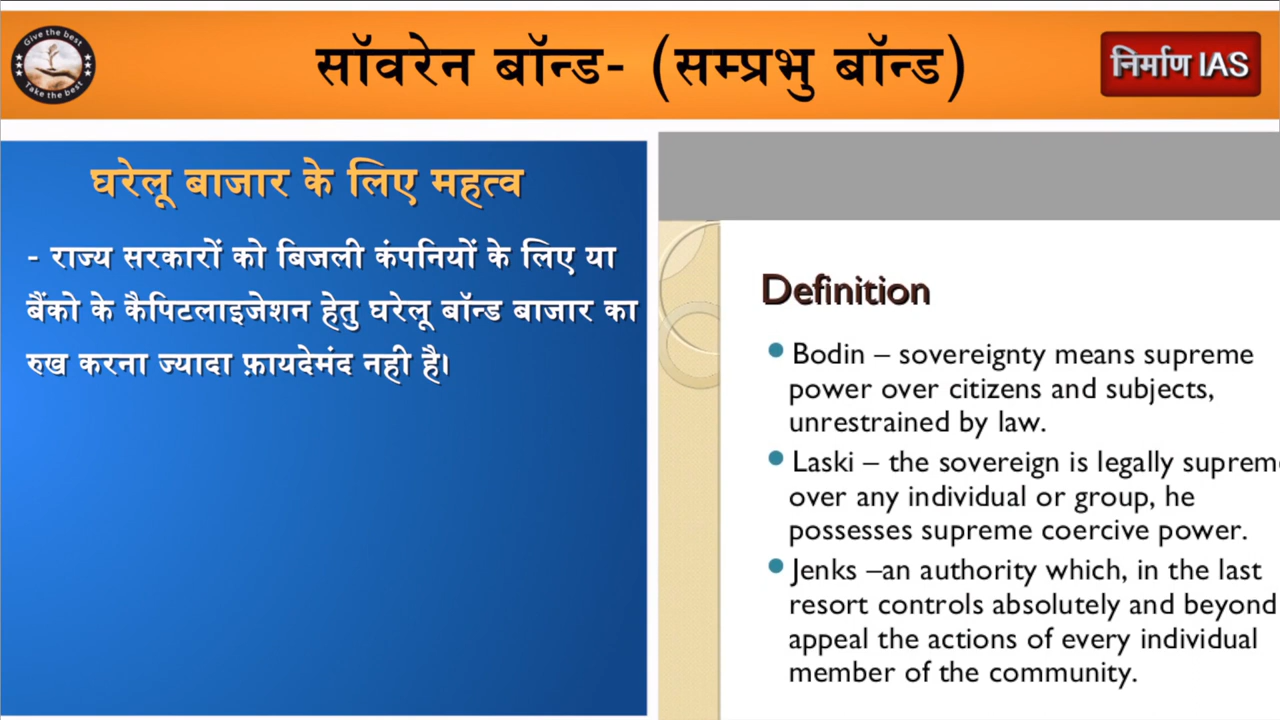 Give the best
Take the best
सॉवरेन बॉन्ड- (सम्प्रभु बॉन्ड)
निर्माण IAS
घरेलू बाजार के लिए महत्व
- राज्य सरकारों को बिजली कंपनियों के लिए या
बैंको के कैपिटलाइजेशन हेतु घरेलू बॉन्ड बाजार का
रुख करना ज्यादा फ़ायदेमंद नही है।
Definition
Bodin – sovereignty means supreme
power over citizens and subjects,
unrestrained by law.
Laski – the sovereign is legally suprem
over any individual or group, he
possesses supreme coercive power.
Jenks –an authority which, in the last
resort controls absolutely and beyond
appeal the actions of every individual
member of the community.